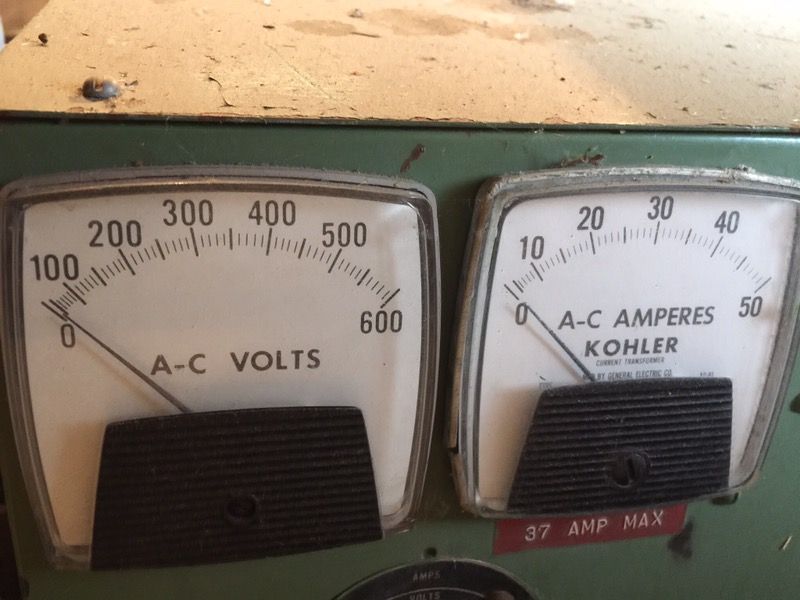 0 100 200 300 400 500 600
A-C VOLTS
0 10 20 30 40 50
A-C AMPERES
KOHLER
CURRENT TRANSFORMER
BY GENERAL ELECTRIC CO.
37 AMP MAX
AMPS
VOLTS